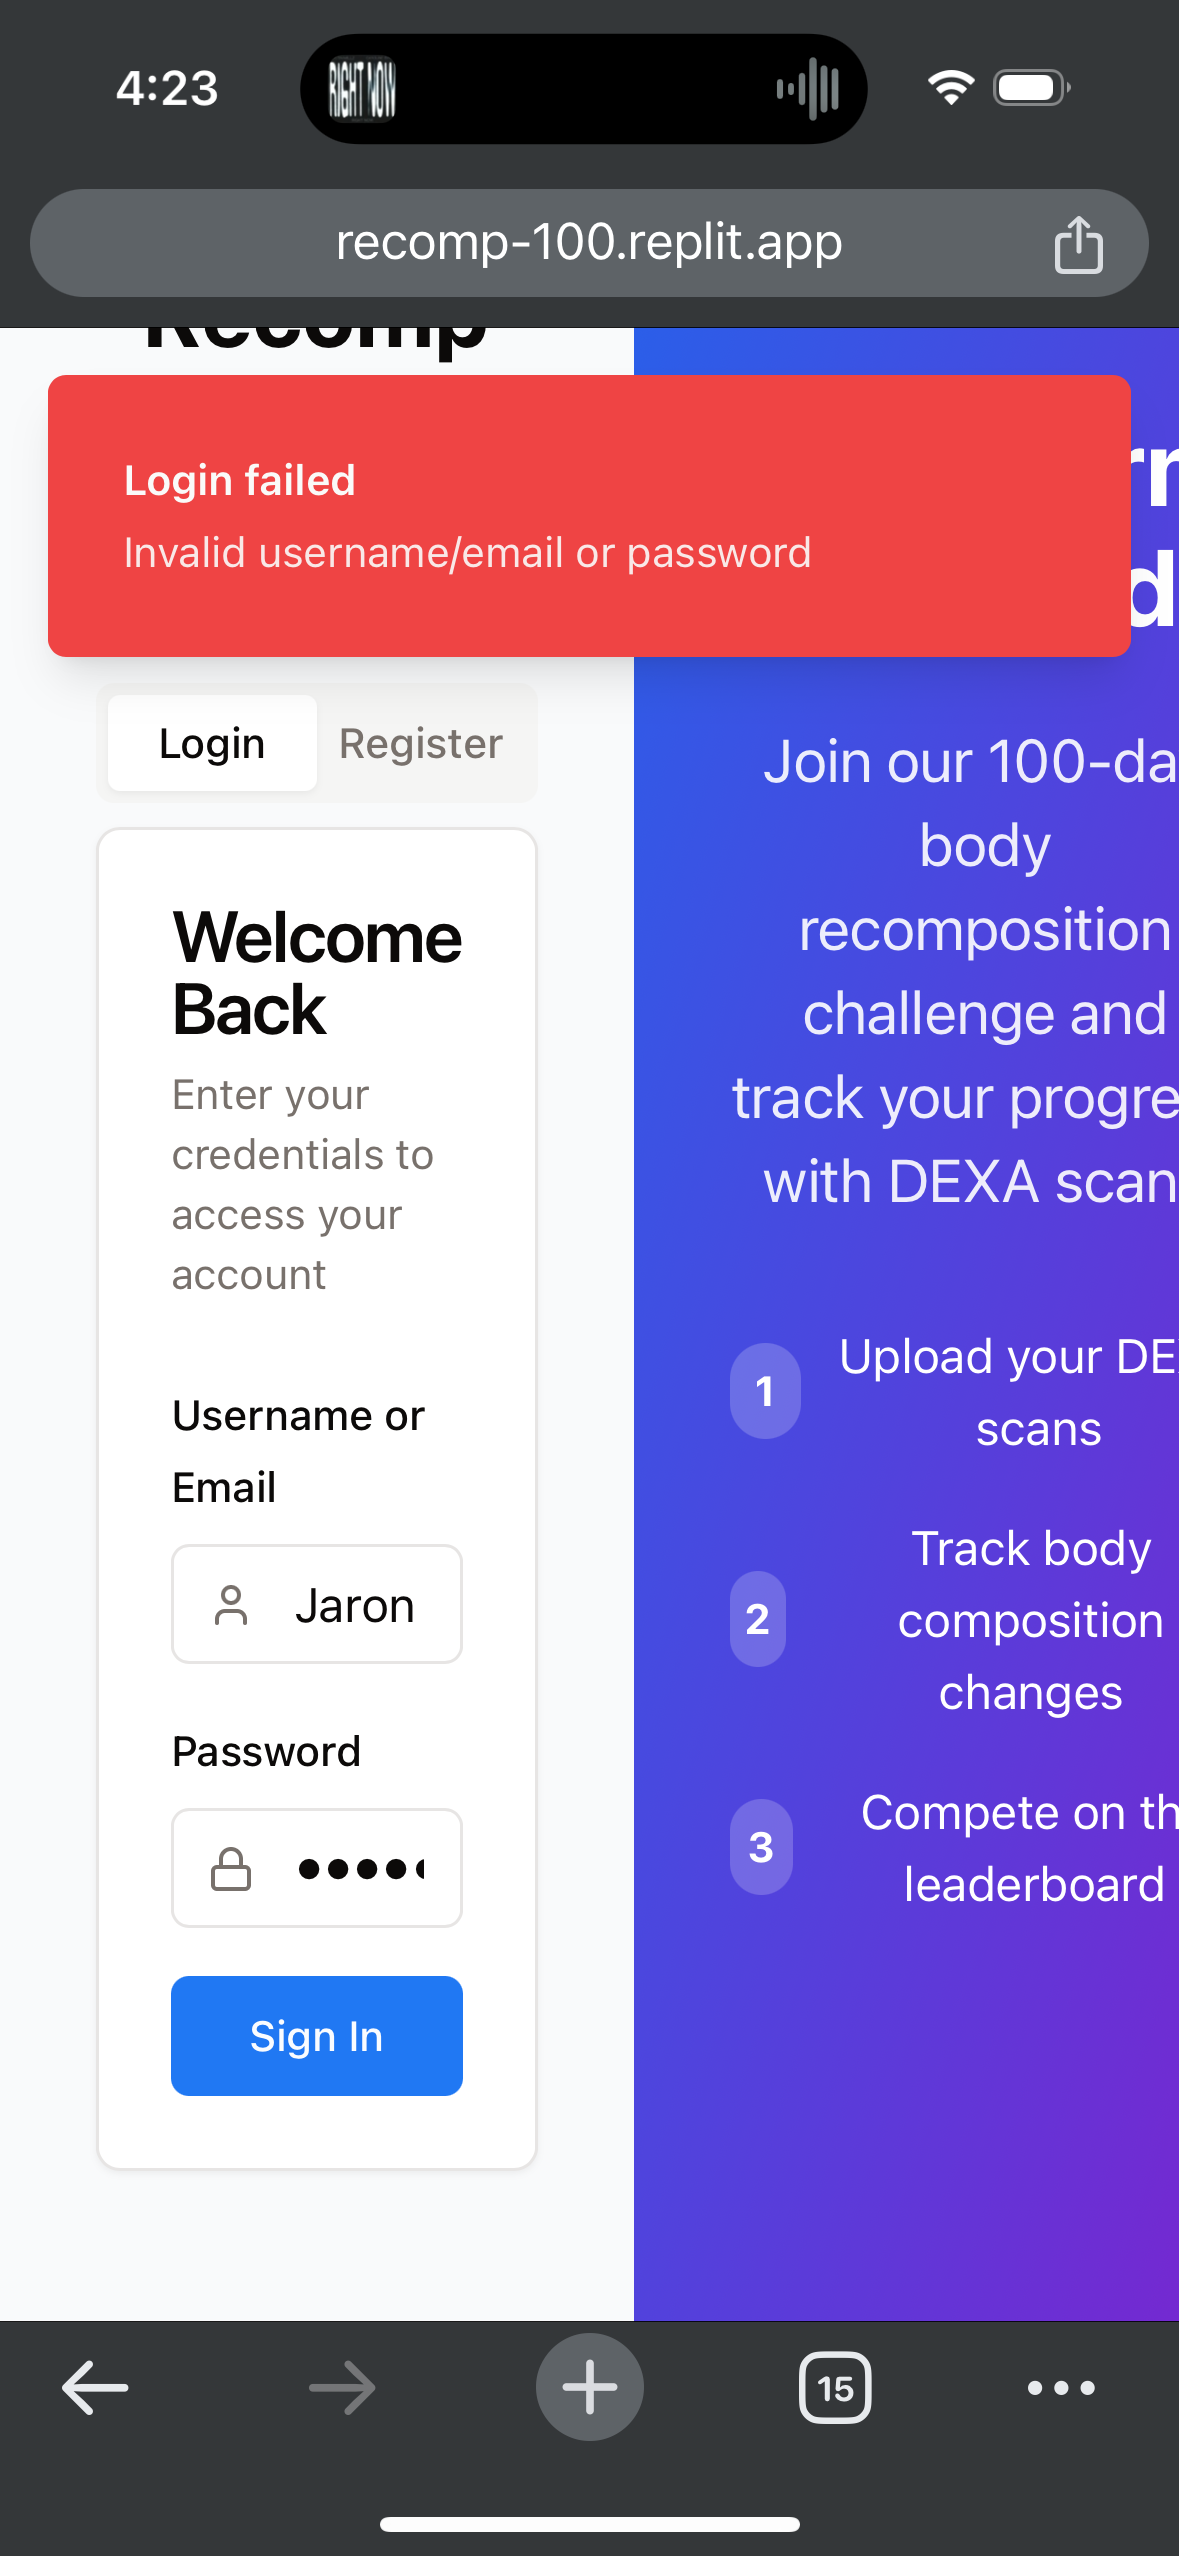 4:23
RIGHT NOW
recomp-100.replit.app
Recomp
Login failed
Invalid username/email or password
Login
Register
Welcome
Back
Enter your
credentials to
access your
account
Username or
Email
Jaron
Password
Sign In
Join our 100-da
body
recomposition
challenge and
track your progre
with DEXA scan
1
Upload your DE
scans
2
Track body
composition
changes
3
Compete on th
leaderboard
15